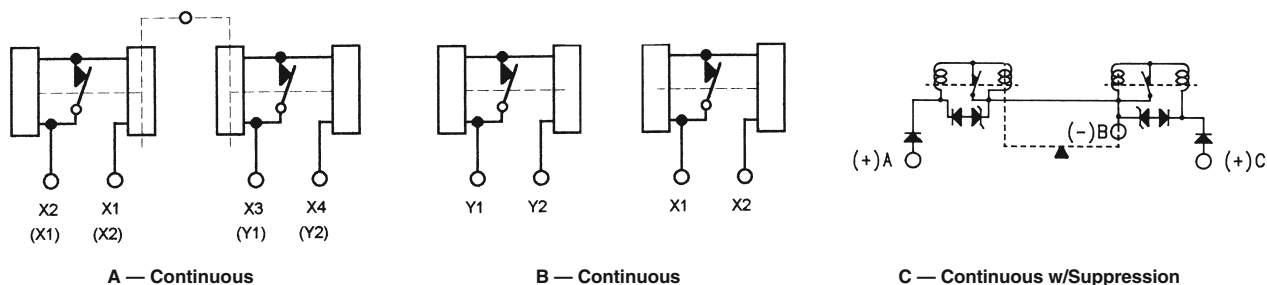 (+)A
(-)B
(+)C
X2 X1 X3 X4 Y1 Y2 X1 X2
(X1) (X2) (Y1) (Y2)
A — Continuous B — Continuous C — Continuous w/Suppression